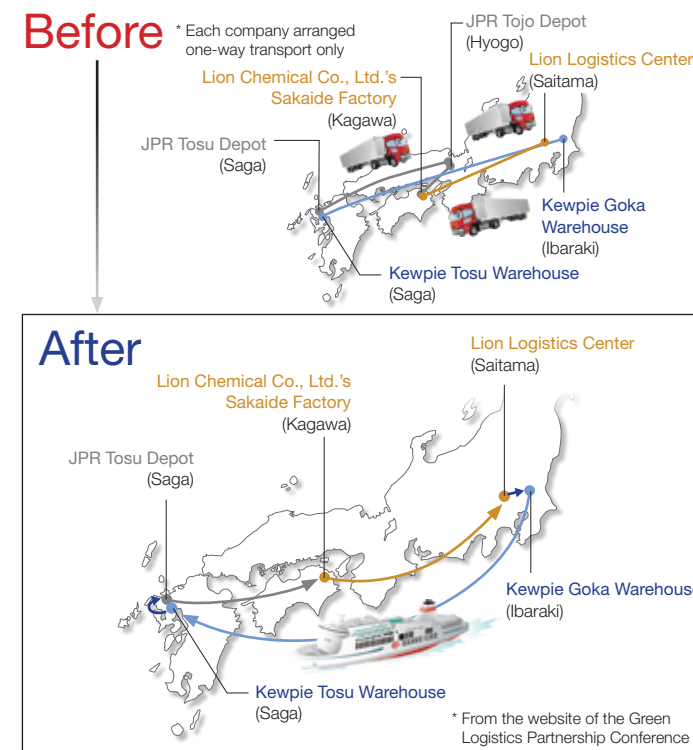 Before
* Each company arranged
one-way transport only
JPR Tojo Depot
(Hyogo)
Lion Logistics Center
(Saitama)
Lion Chemical Co., Ltd.'s
Sakaide Factory
(Kagawa)
JPR Tosu Depot
(Saga)
Kewpie Goka
Warehouse
(Ibaraki)
Kewpie Tosu Warehouse
(Saga)
After
Lion Logistics Center
(Saitama)
Lion Chemical Co., Ltd.'s
Sakaide Factory
(Kagawa)
JPR Tosu Depot
(Saga)
Kewpie Goka Warehouse
(Ibaraki)
Kewpie Tosu Warehouse
(Saga)
* From the website of the Green
Logistics Partnership Conference